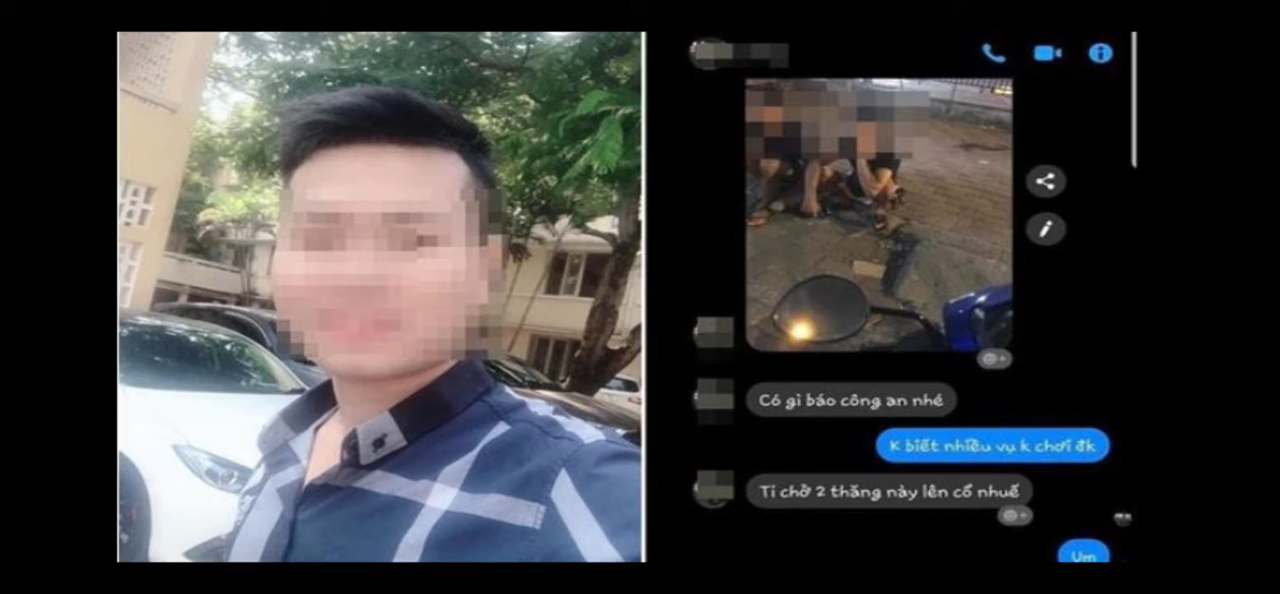 Có gì báo công an nhé
K biết nhiều vụ k chơi đk
Tí chở 2 thằng này lên cổ nhuế
Um